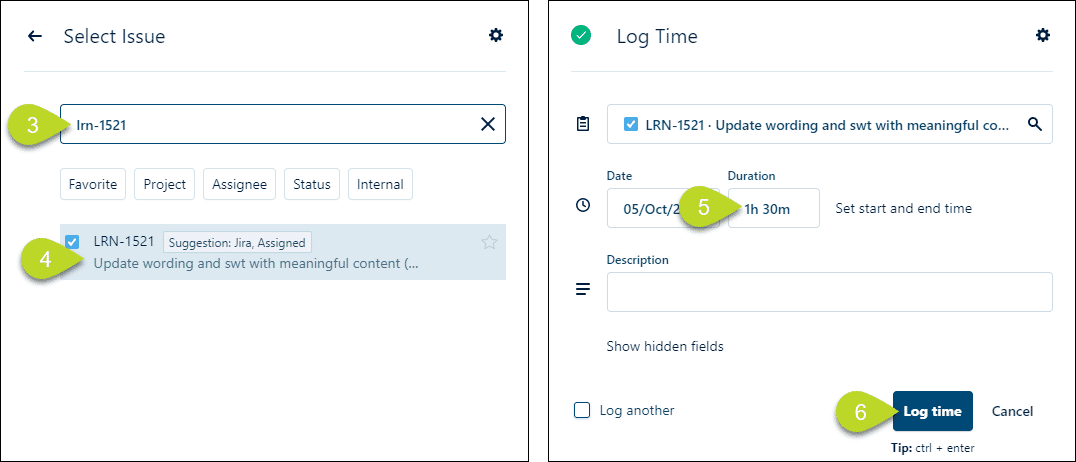 Select Issue
3
lrn-1521
Favorite
Project
Assignee
Status
Internal
LRN-1521
Suggestion: Jira, Assigned
4
Update wording and swt with meaningful content (...
Log Time
LRN-1521 · Update wording and swt with meaningful co...
Date
Duration
05/Oct/2
5
1h 30m
Set start and end time
Description
Show hidden fields
Log another
6
Log time
Cancel
Tip: ctrl + enter